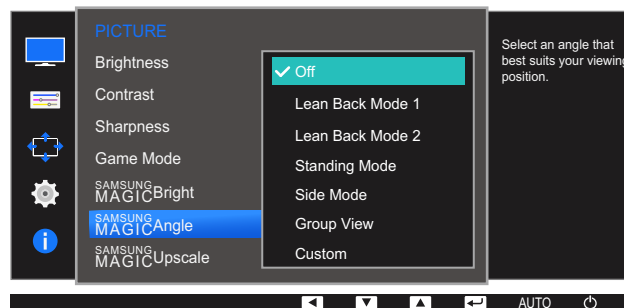 PICTURE
Brightness
Contrast
Sharpness
Game Mode
SAMSUNG
MAGICBright
SAMSUNG
MAGICAngle
SAMSUNG
MAGICUpscale
Off
Lean Back Mode 1
Lean Back Mode 2
Standing Mode
Side Mode
Group View
Custom
Select an angle that
best suits your viewing
position.
AUTO